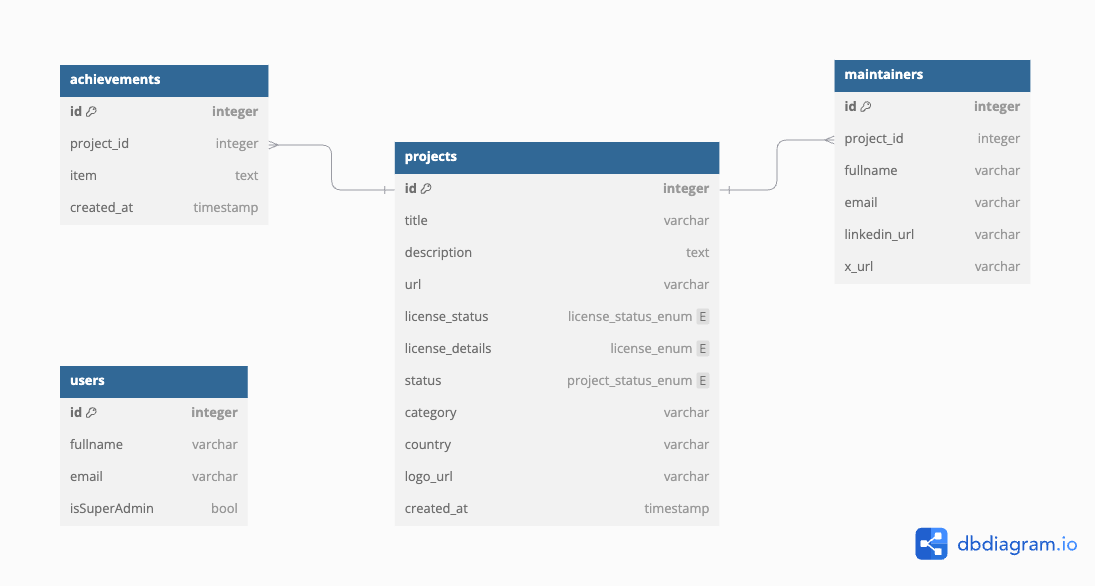 achievements
id integer
project_id integer
item text
created_at timestamp
maintainers
id integer
project_id integer
fullname varchar
email varchar
linkedin_url varchar
x_url varchar
projects
id integer
title varchar
description text
url varchar
license_status license_status_enum E
license_details license_enum E
status project_status_enum E
category varchar
country varchar
logo_url varchar
created_at timestamp
users
id integer
fullname varchar
email varchar
isSuperAdmin bool
dbdiagram.io